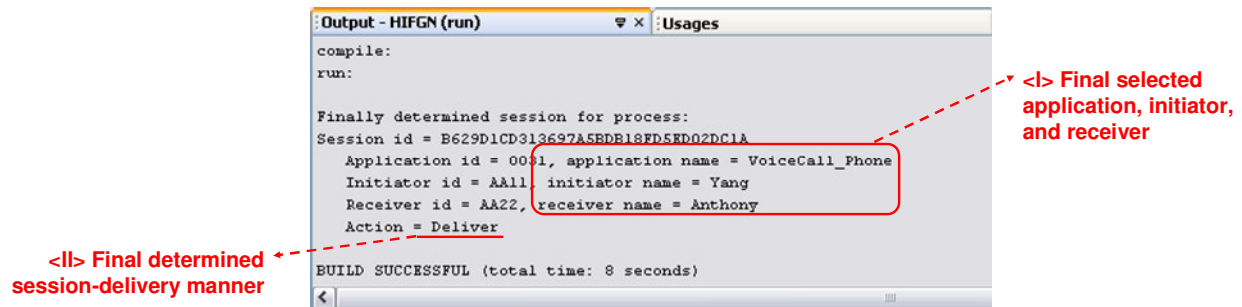 Output - HIFGN (run)
Usages
compile:
run:
Finally determined session for process:
Session id = B629D1CD313697A5BDB18FD5ED02DC1A
Application id = 0031, application name = VoiceCall_Phone
Initiator id = AA11, initiator name = Yang
Receiver id = AA22, receiver name = Anthony
Action = Deliver
BUILD SUCCESSFUL (total time: 8 seconds)
<I> Final selected
application, initiator,
and receiver
<II> Final determined
session-delivery manner